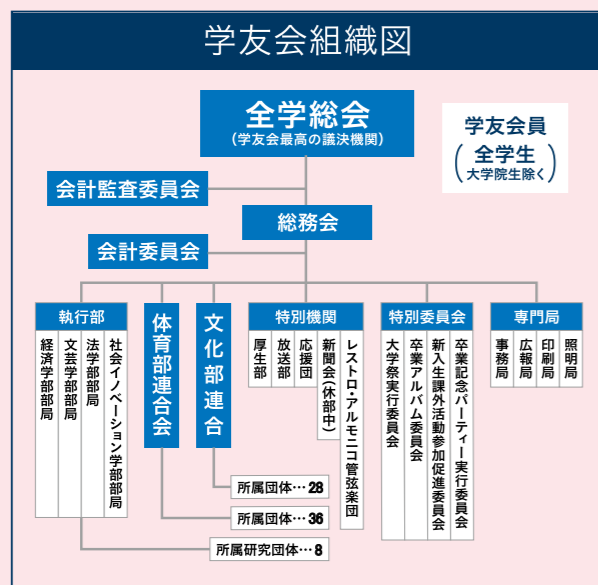 学友会組織図
全学総会
(学友会最高の議決機関)
学友会員
(全学生
大学院生除く)
会計監査委員会
総務会
会計委員会
執行部
経済学部部局
文芸学部部局
法学部部局
社会イノベーション学部部局
体育部連合会
文化部連合
特別機関
厚生部
放送部
応援団
新聞会(休部中)
レストロ・アルモニコ管弦楽団
特別委員会
大学祭実行委員会
卒業アルバム委員会
新入生課外活動参加促進委員会
卒業記念パーティー実行委員会
専門局
事務局
広報局
印刷局
照明局
所属団体…28
所属団体…36
所属研究団体…8